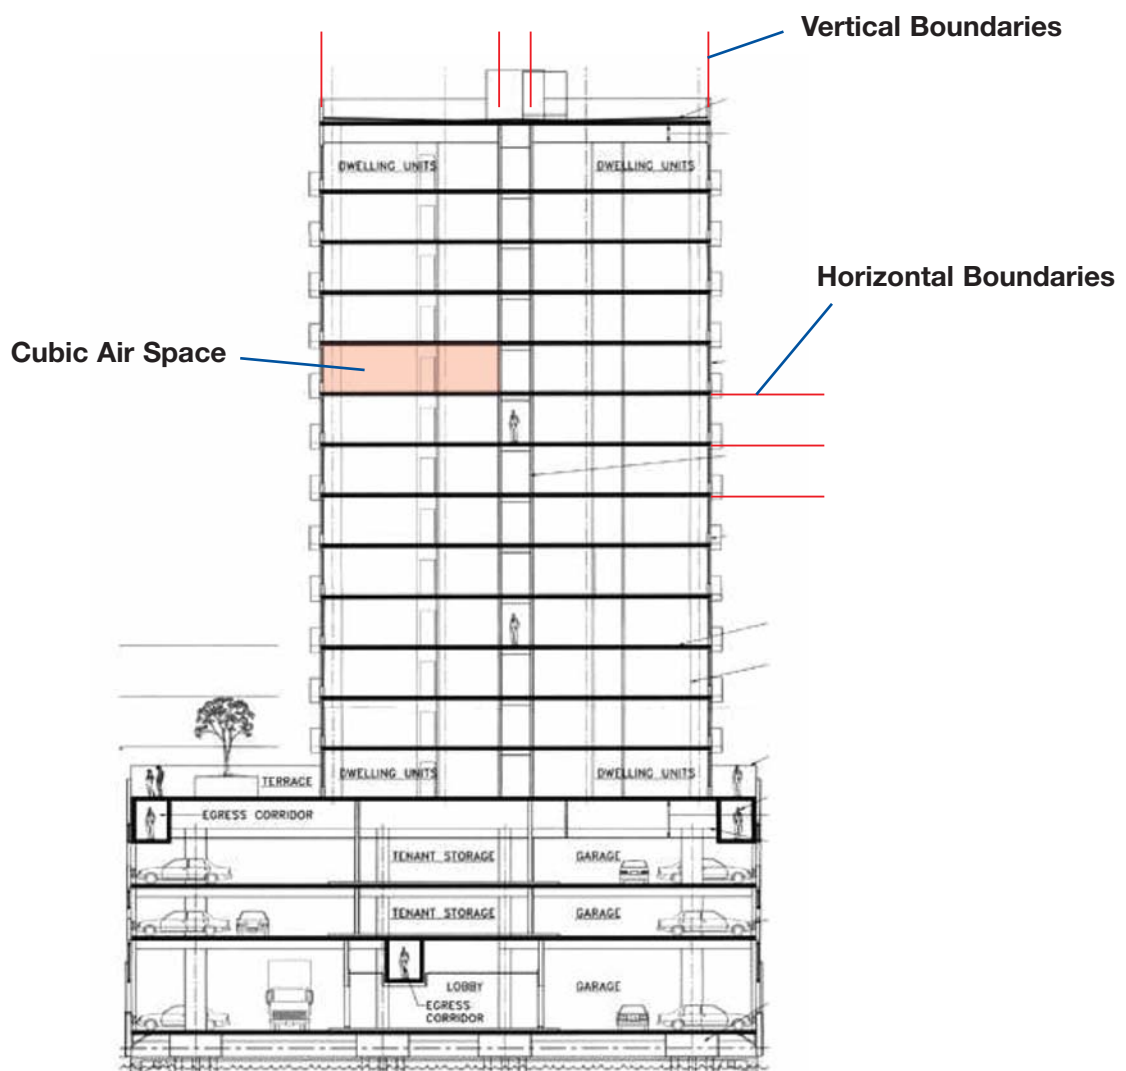 Vertical Boundaries
DWELLING UNITS
DWELLING UNITS
Horizontal Boundaries
Cubic Air Space
DWELLING UNITS
DWELLING UNITS
TERRACE
EGRESS CORRIDOR
TENANT STORAGE
GARAGE
TENANT STORAGE
GARAGE
LOBBY
GARAGE
EGRESS
CORRIDOR